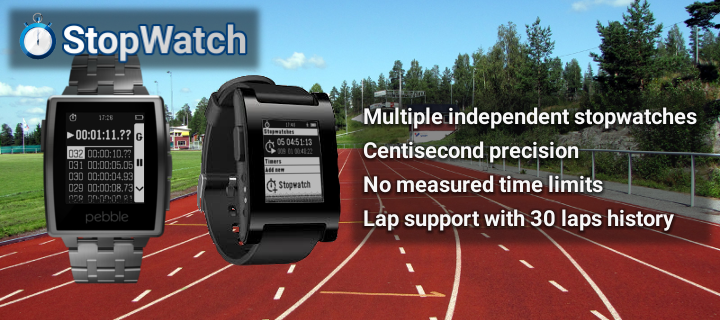 StopWatch
17:26
00:01:11.??
G
032 00:00:10.??
031 00:00:05.05
030 00:00:04.93
029 00:00:08.73
pebble
17:40
Stopwatches
05 04:51:13
Timers
Add new
Stopwatch
Multiple independent stopwatches
Centisecond precision
No measured time limits
Lap support with 30 laps history